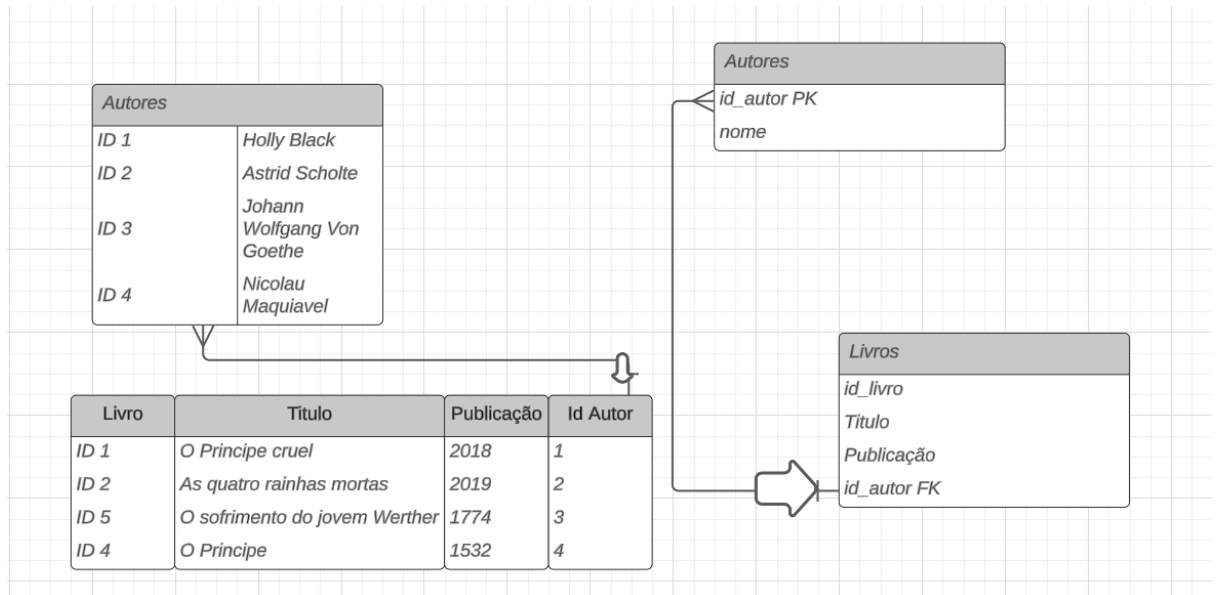 Autores
ID 1 Holly Black
ID 2 Astrid Scholte
ID 3 Johann
Wolfgang Von
Goethe
ID 4 Nicolau
Maquiavel
Livro Titulo Publicação Id Autor
ID 1 O Principe cruel 2018 1
ID 2 As quatro rainhas mortas 2019 2
ID 5 O sofrimento do jovem Werther 1774 3
ID 4 O Principe 1532 4
Autores
id_autor PK
nome
Livros
id_livro
Titulo
Publicação
id_autor FK